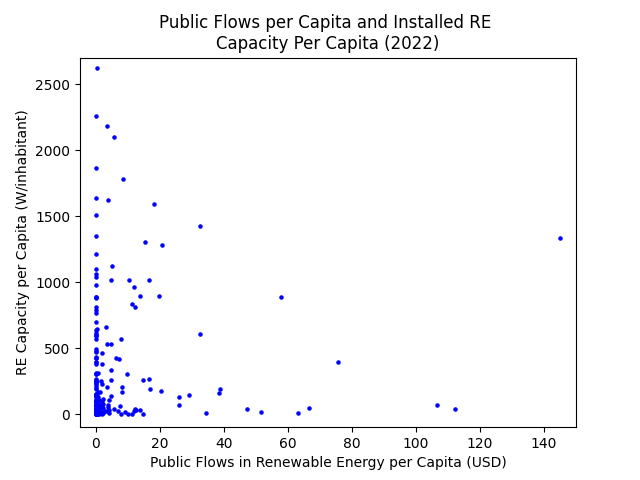 Public Flows per Capita and Installed RE
Capacity Per Capita (2022)
RE Capacity per Capita (W/inhabitant)
2500
2000
1500
1000
500
0
0 20 40 60 80 100 120 140
Public Flows in Renewable Energy per Capita (USD)